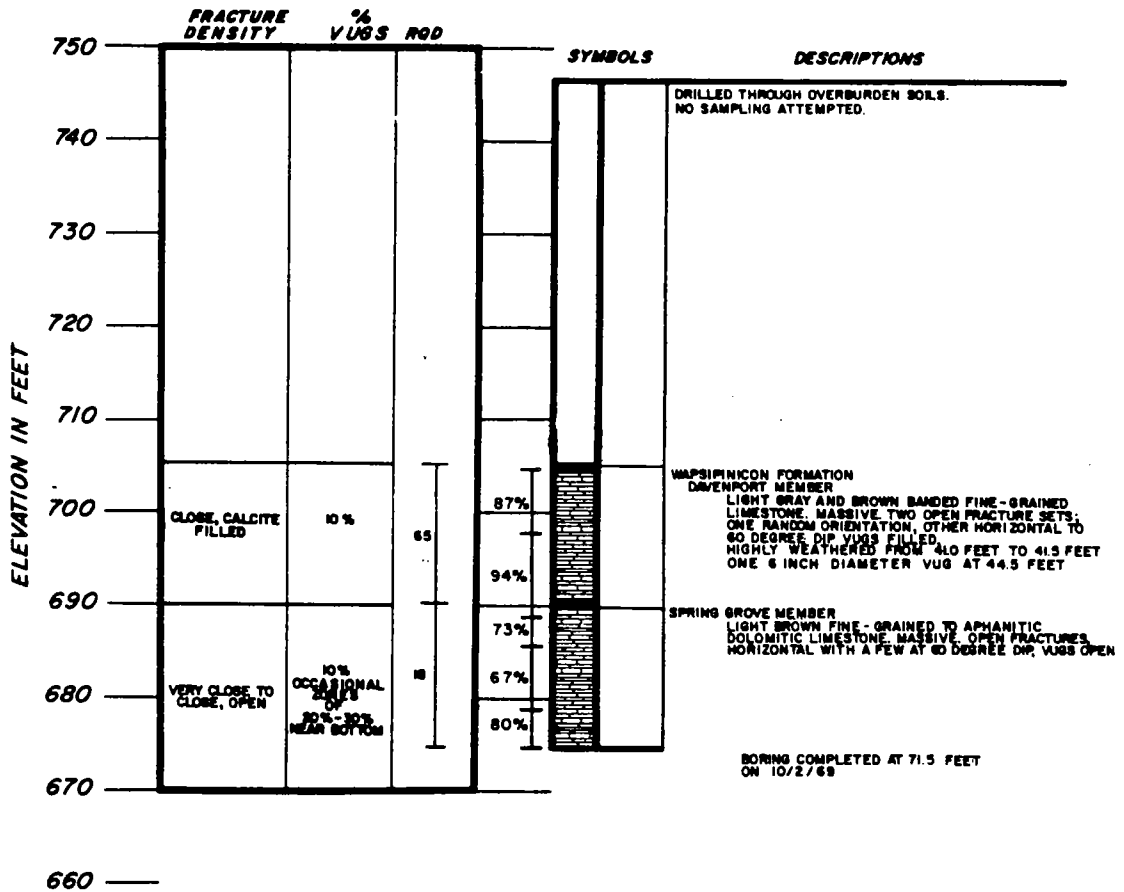 FRACTURE DENSITY
% VUGS
RQD
SYMBOLS
DESCRIPTIONS
ELEVATION IN FEET
750
740
730
720
710
700
690
680
670
660
DRILLED THROUGH OVERBURDEN SOILS.
NO SAMPLING ATTEMPTED.
CLOSE, CALCITE
FILLED
10 %
65
87%
94%
WAPSIPINICON FORMATION
DAVENPORT MEMBER
LIGHT GRAY AND BROWN BANDED FINE-GRAINED
LIMESTONE. MASSIVE. TWO OPEN FRACTURE SETS:
ONE RANDOM ORIENTATION, OTHER HORIZONTAL TO
60 DEGREE DIP. VUGS FILLED.
HIGHLY WEATHERED FROM 41.0 FEET TO 41.5 FEET
ONE 6 INCH DIAMETER VUG AT 44.5 FEET
VERY CLOSE TO
CLOSE, OPEN
10%
OCCASIONAL
ZONES
OF
20%-30%
NEAR BOTTOM
18
73%
67%
80%
SPRING GROVE MEMBER
LIGHT BROWN FINE-GRAINED TO APHANITIC
DOLOMITIC LIMESTONE. MASSIVE. OPEN FRACTURES,
HORIZONTAL WITH A FEW AT 60 DEGREE DIP, VUGS OPEN
BORING COMPLETED AT 71.5 FEET
ON 10/2/69